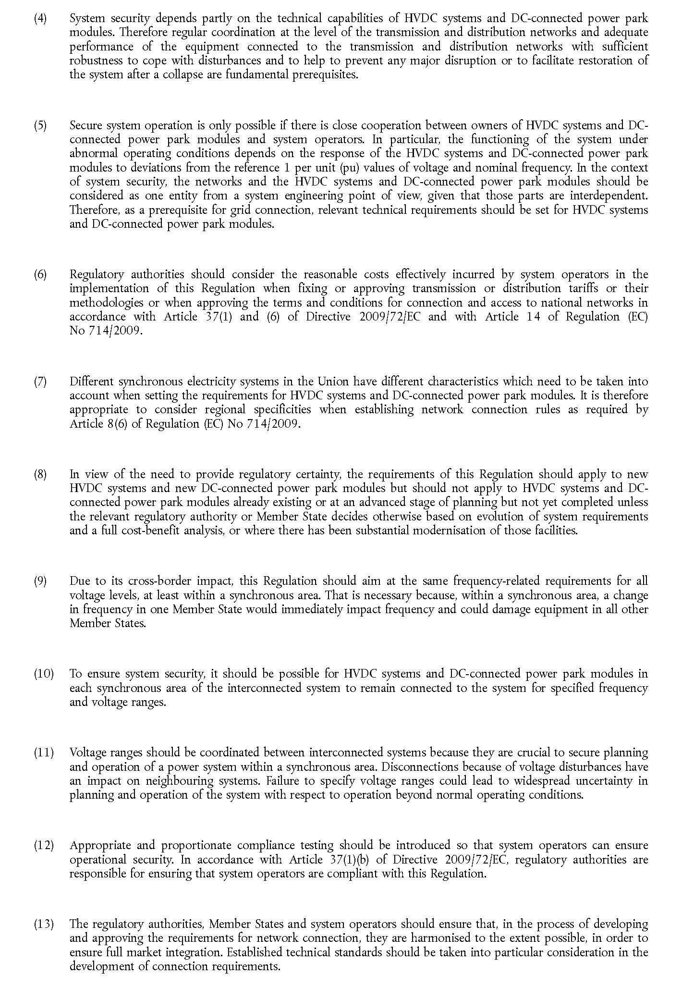 (4) System security depends partly on the technical capabilities of HVDC systems and DC-connected power park
modules. Therefore regular coordination at the level of the transmission and distribution networks and adequate
performance of the equipment connected to the transmission and distribution networks with sufficient
robustness to cope with disturbances and to help to prevent any major disruption or to facilitate restoration of
the system after a collapse are fundamental prerequisites.
(5) Secure system operation is only possible if there is close cooperation between owners of HVDC systems and DC-
connected power park modules and system operators. In particular, the functioning of the system under
abnormal operating conditions depends on the response of the HVDC systems and DC-connected power park
modules to deviations from the reference 1 per unit (pu) values of voltage and nominal frequency. In the context
of system security, the networks and the HVDC systems and DC-connected power park modules should be
considered as one entity from a system engineering point of view, given that those parts are interdependent.
Therefore, as a prerequisite for grid connection, relevant technical requirements should be set for HVDC systems
and DC-connected power park modules.
(6) Regulatory authorities should consider the reasonable costs effectively incurred by system operators in the
implementation of this Regulation when fixing or approving transmission or distribution tariffs or their
methodologies or when approving the terms and conditions for connection and access to national networks in
accordance with Article 37(1) and (6) of Directive 2009/72/EC and with Article 14 of Regulation (EC)
No 714/2009.
(7) Different synchronous electricity systems in the Union have different characteristics which need to be taken into
account when setting the requirements for HVDC systems and DC-connected power park modules. It is therefore
appropriate to consider regional specificities when establishing network connection rules as required by
Article 8(6) of Regulation (EC) No 714/2009.
(8) In view of the need to provide regulatory certainty, the requirements of this Regulation should apply to new
HVDC systems and new DC-connected power park modules but should not apply to HVDC systems and DC-
connected power park modules already existing or at an advanced stage of planning but not yet completed unless
the relevant regulatory authority or Member State decides otherwise based on evolution of system requirements
and a full cost-benefit analysis, or where there has been substantial modernisation of those facilities.
(9) Due to its cross-border impact, this Regulation should aim at the same frequency-related requirements for all
voltage levels, at least within a synchronous area. That is necessary because, within a synchronous area, a change
in frequency in one Member State would immediately impact frequency and could damage equipment in all other
Member States.
(10) To ensure system security, it should be possible for HVDC systems and DC-connected power park modules in
each synchronous area of the interconnected system to remain connected to the system for specified frequency
and voltage ranges.
(11) Voltage ranges should be coordinated between interconnected systems because they are crucial to secure planning
and operation of a power system within a synchronous area. Disconnections because of voltage disturbances have
an impact on neighbouring systems. Failure to specify voltage ranges could lead to widespread uncertainty in
planning and operation of the system with respect to operation beyond normal operating conditions.
(12) Appropriate and proportionate compliance testing should be introduced so that system operators can ensure
operational security. In accordance with Article 37(1)(b) of Directive 2009/72/EC, regulatory authorities are
responsible for ensuring that system operators are compliant with this Regulation.
(13) The regulatory authorities, Member States and system operators should ensure that, in the process of developing
and approving the requirements for network connection, they are harmonised to the extent possible, in order to
ensure full market integration. Established technical standards should be taken into particular consideration in the
development of connection requirements.